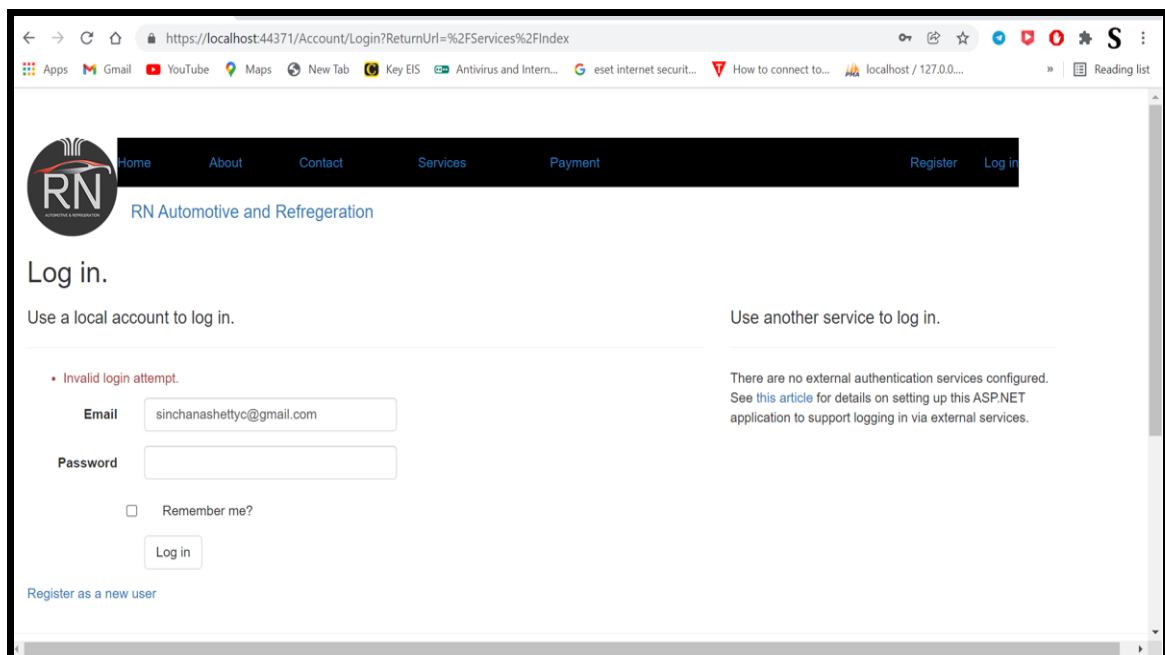 https://localhost:44371/Account/Login?ReturnUrl=%2FServices%2FIndex
Apps Gmail YouTube Maps New Tab Key EIS Antivirus and Intern... eset internet securit... How to connect to... localhost / 127.0.0.... » Reading list
Home About Contact Services Payment Register Log in
RN
AUTOMOTIVE & REFRIGERATION
RN Automotive and Refregeration
Log in.
Use a local account to log in.
Use another service to log in.
• Invalid login attempt.
Email sinchanashettyc@gmail.com
Password
Remember me?
Log in
Register as a new user
There are no external authentication services configured.
See this article for details on setting up this ASP.NET
application to support logging in via external services.